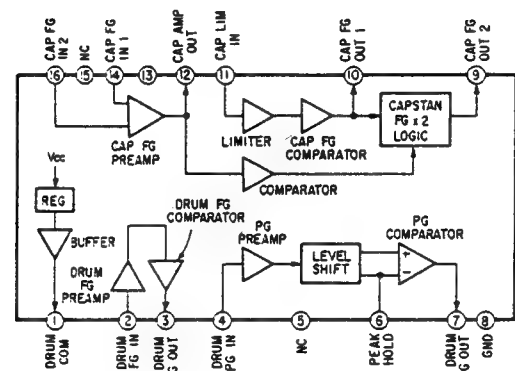 CAP FG IN 2
NC
CAP FG IN 1
CAP AMP OUT
CAP LIM IN
CAP FG OUT 1
CAP FG OUT 2
16
15
14
13
12
11
10
9
CAP FG PREAMP
LIMITER
CAP FG COMPARATOR
CAPSTAN FG x 2 LOGIC
COMPARATOR
Vcc
REG
BUFFER
DRUM FG PREAMP
DRUM FG COMPARATOR
PG PREAMP
LEVEL SHIFT
PG COMPARATOR
+
-
1
2
3
4
5
6
7
8
DRUM COM
DRUM FG IN
DRUM G OUT
DRUM PG IN
NC
PEAK HOLD
DRUM G OUT
GND